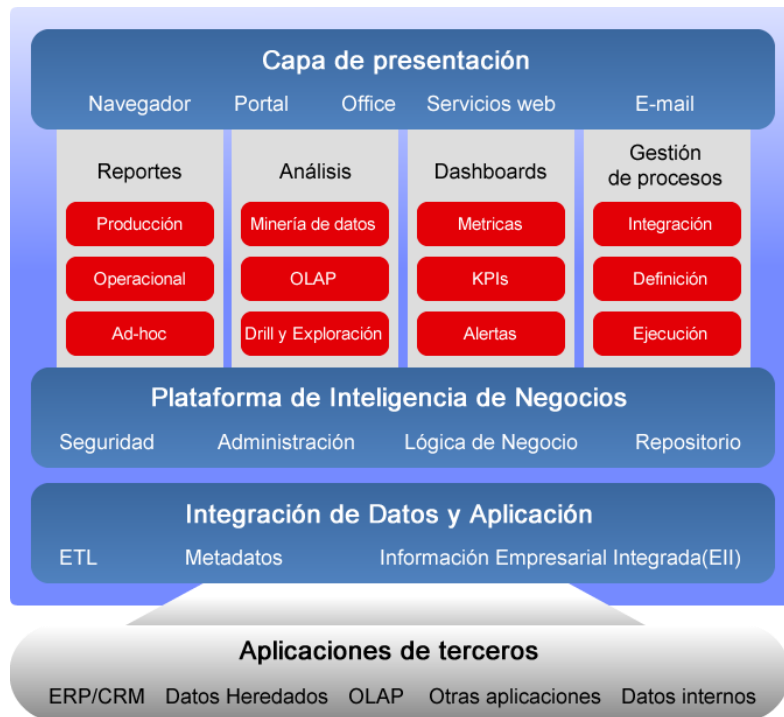 Capa de presentación
Navegador Portal Office Servicios web E-mail
Reportes
Producción
Operacional
Ad-hoc
Análisis
Minería de datos
OLAP
Drill y Exploración
Dashboards
Metricas
KPIs
Alertas
Gestión
de procesos
Integración
Definición
Ejecución
Plataforma de Inteligencia de Negocios
Seguridad Administración Lógica de Negocio Repositorio
Integración de Datos y Aplicación
ETL Metadatos Información Empresarial Integrada(EII)
Aplicaciones de terceros
ERP/CRM Datos Heredados OLAP Otras aplicaciones Datos internos